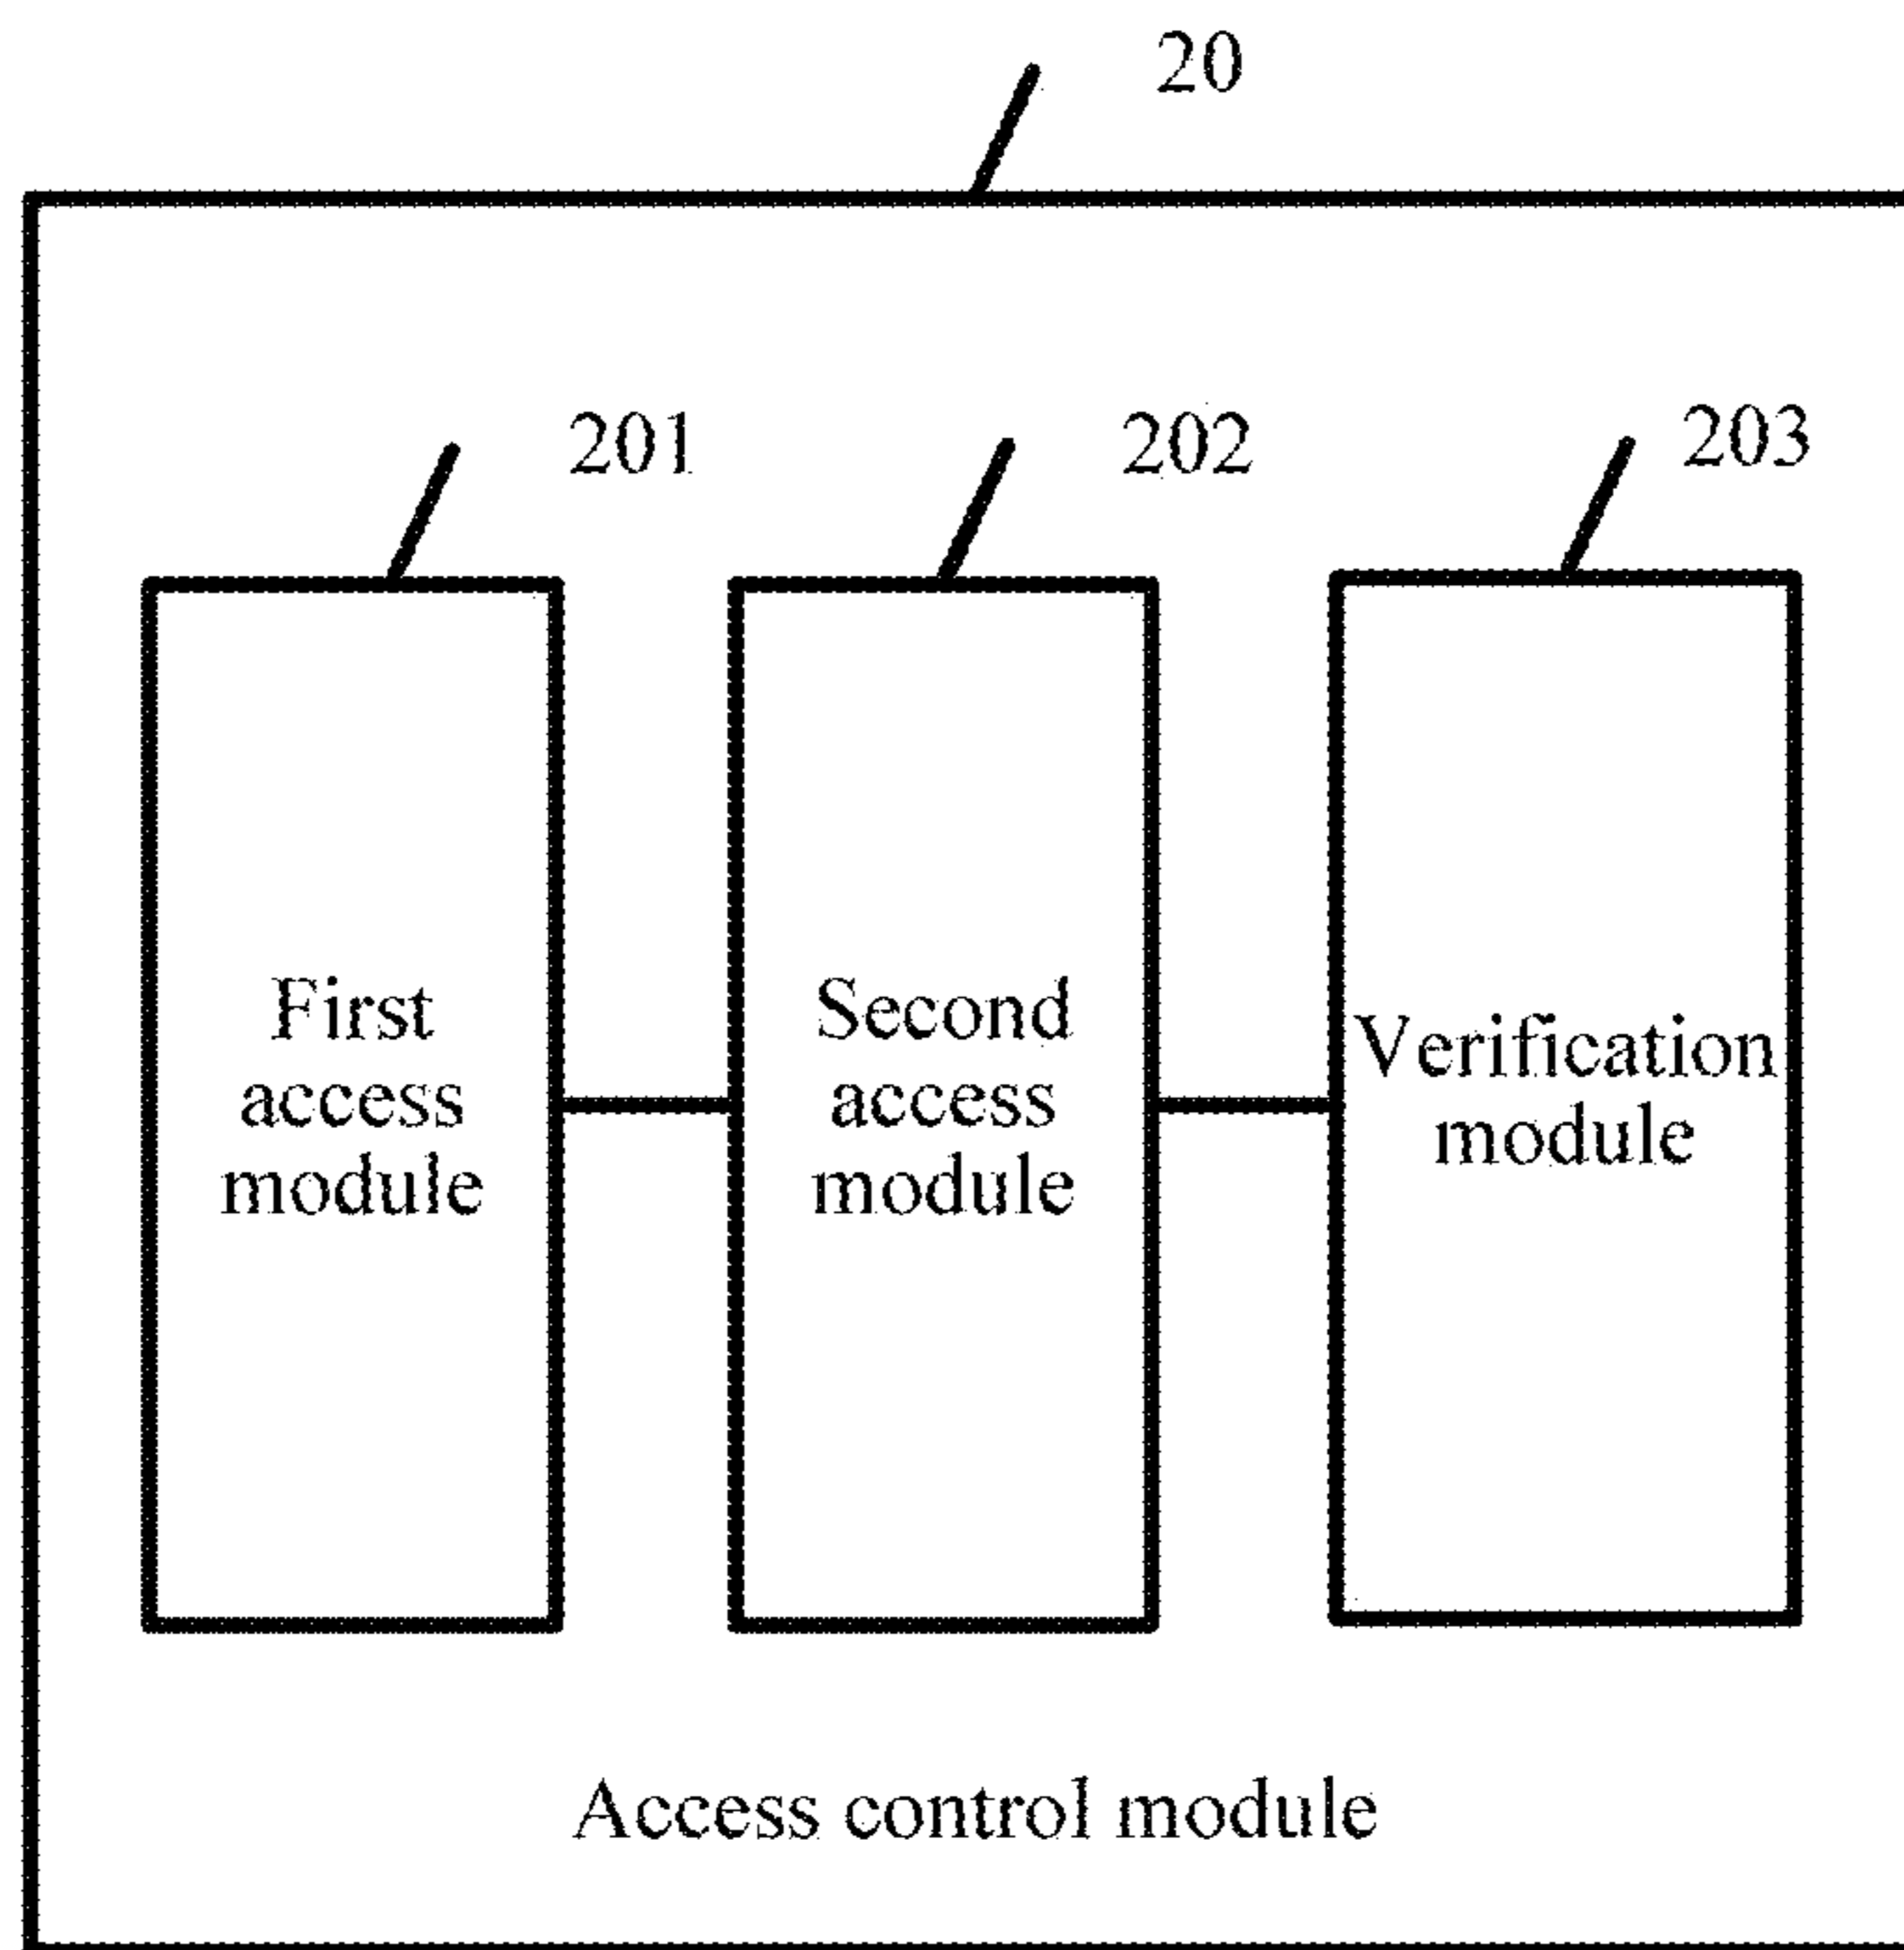 20
201
202
203
First
access
module
Second
access
module
Verification
module
Access control module